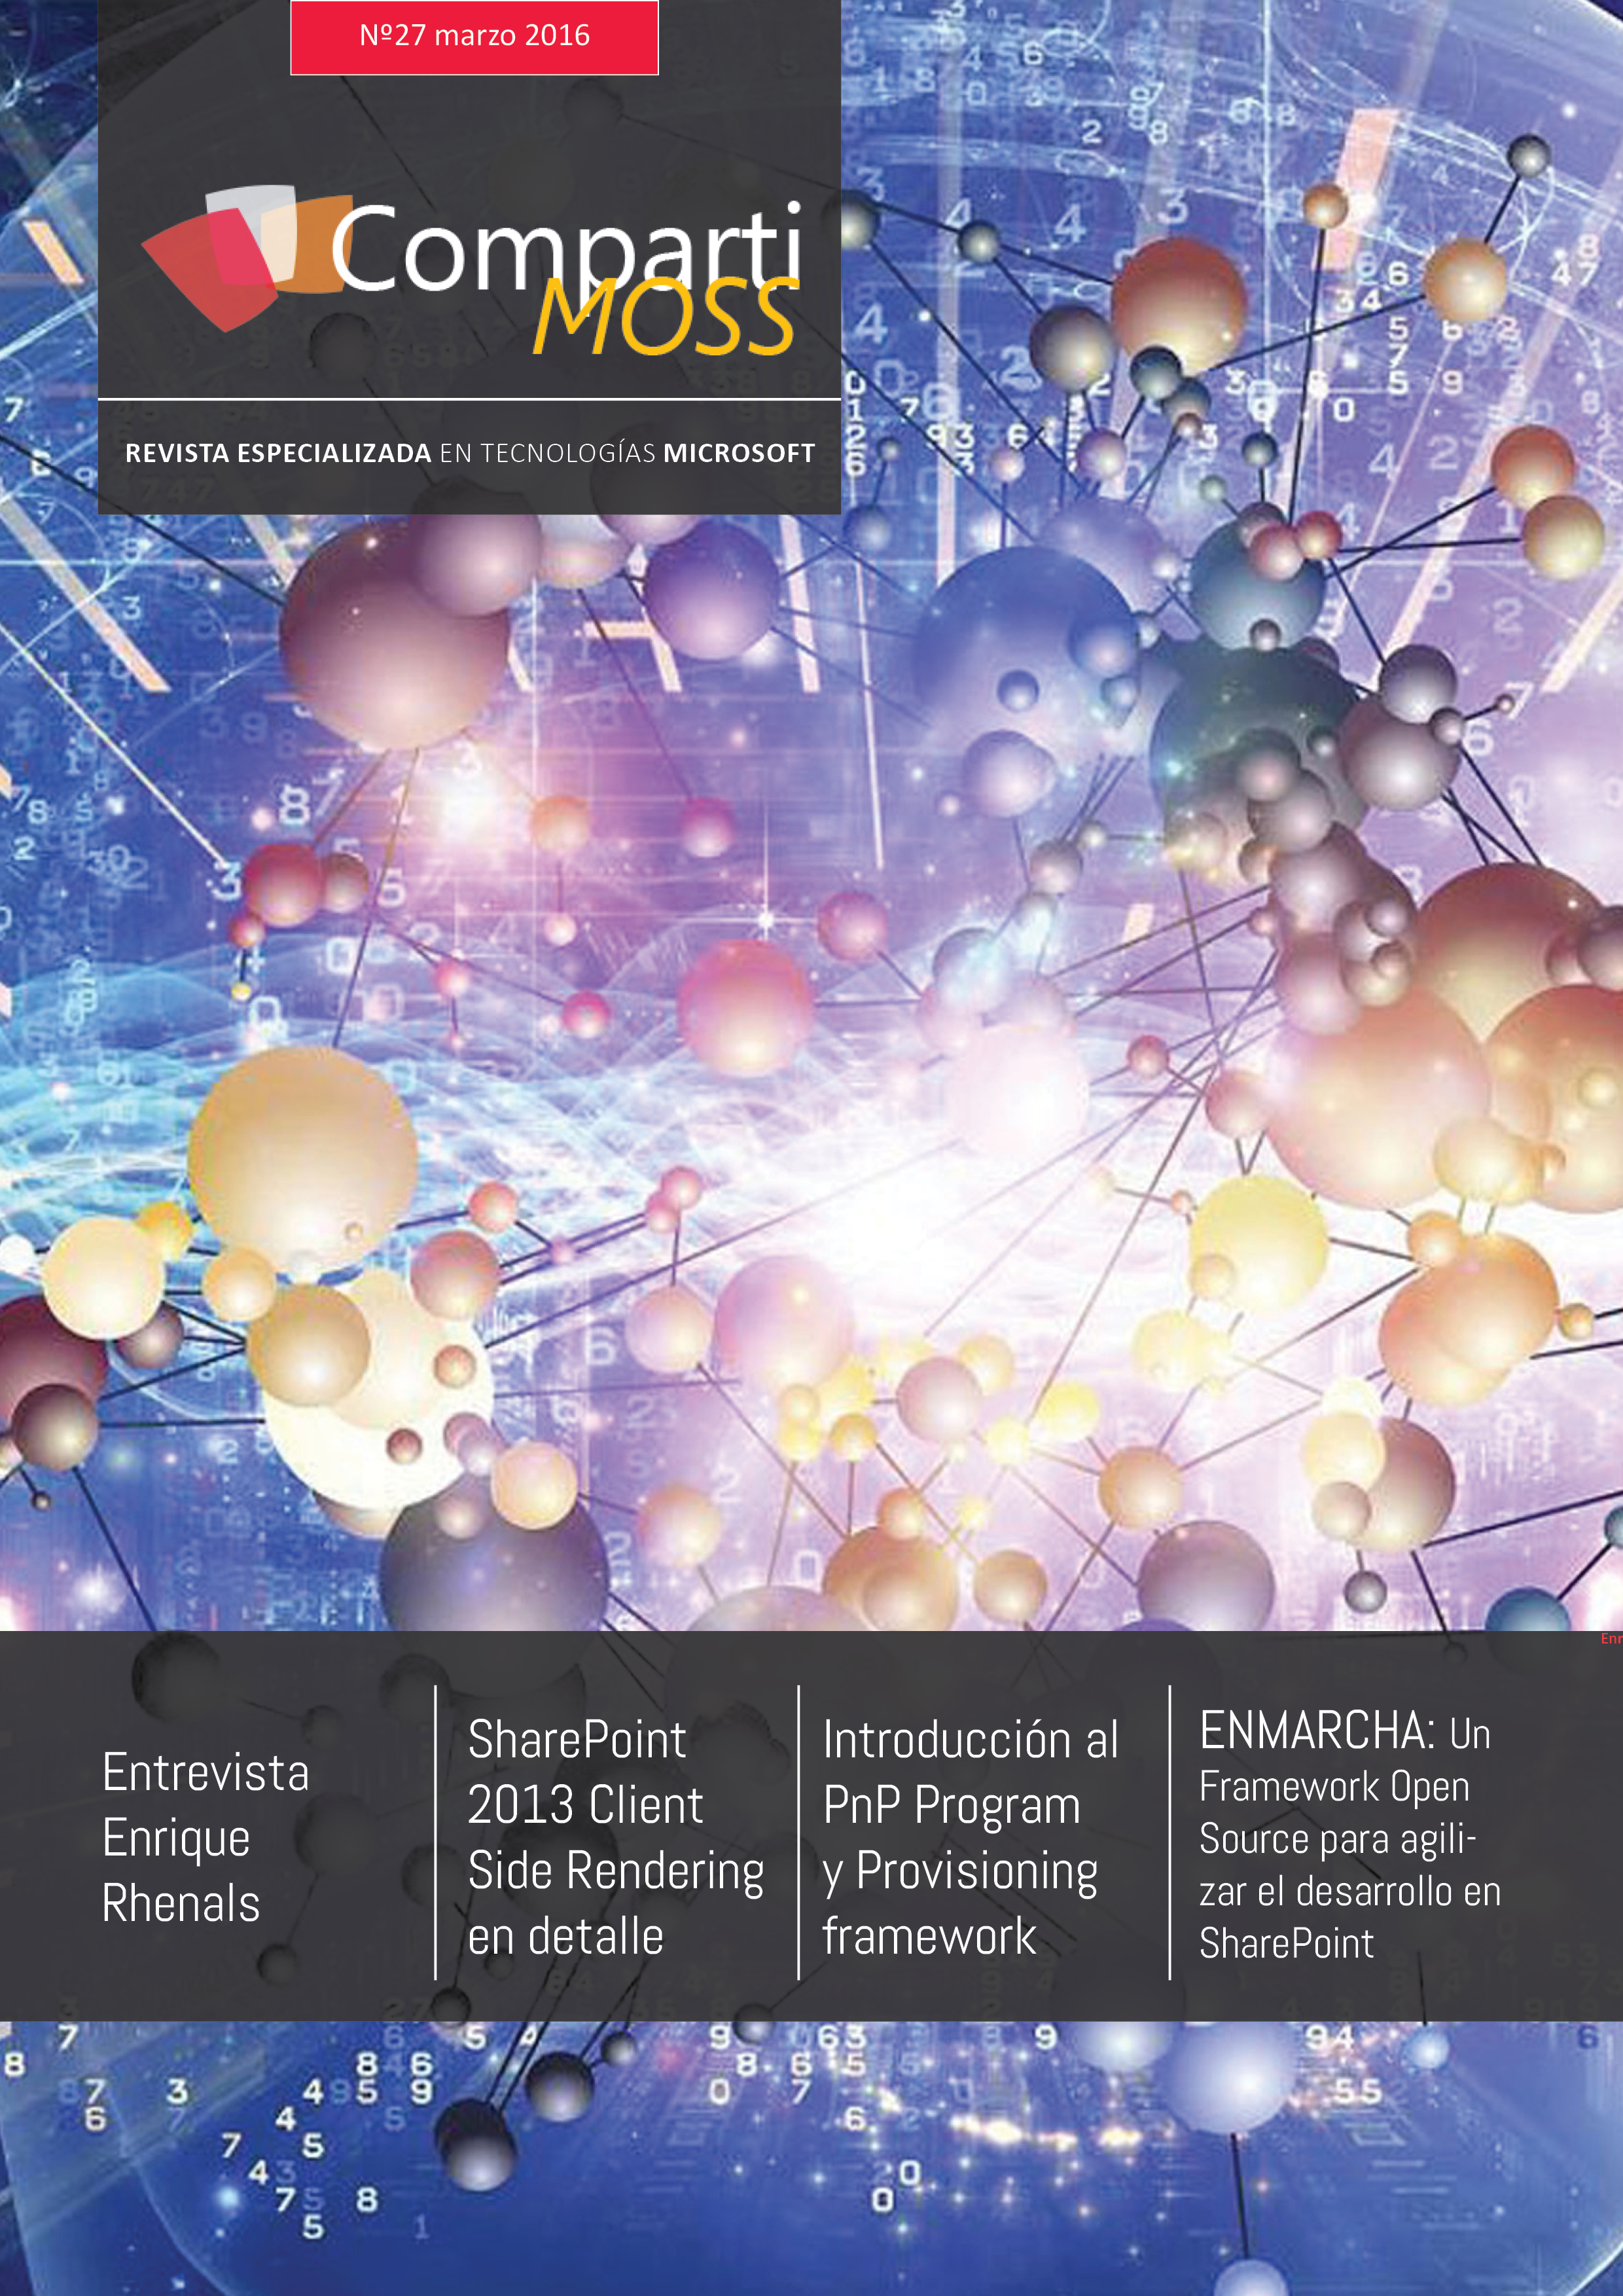 Nº27 marzo 2016
Comparti
MOSS
REVISTA ESPECIALIZADA EN TECNOLOGÍAS MICROSOFT
Enr
Entrevista
Enrique
Rhenals
SharePoint
2013 Client
Side Rendering
en detalle
Introducción al
PnP Program
y Provisioning
framework
ENMARCHA: Un
Framework Open
Source para agili-
zar el desarrollo en
SharePoint